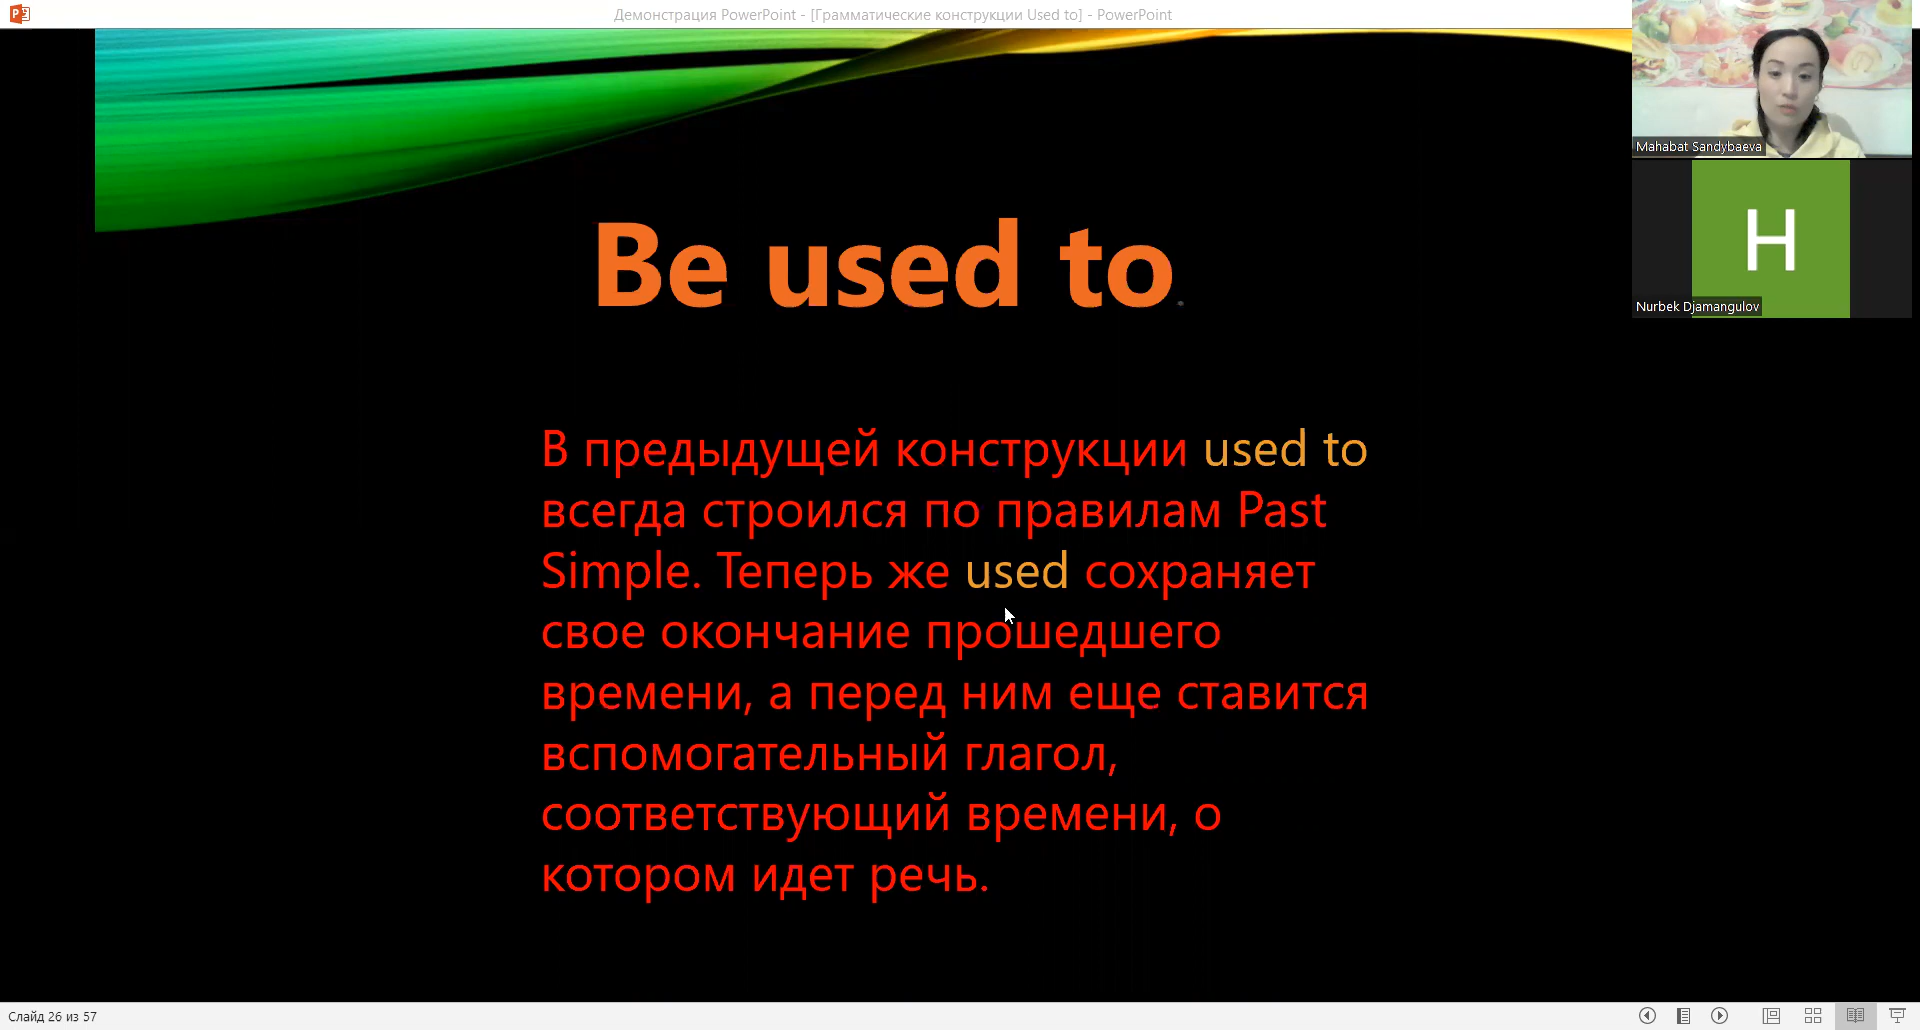 Демонстрация PowerPoint - [Грамматические конструкции Used to] - PowerPoint
Mahabat Sandybaeva
H
Nurbek Djamangulov
Be used to.
В предыдущей конструкции used to
всегда строился по правилам Past
Simple. Теперь же used сохраняет
свое окончание прошедшего
времени, а перед ним еще ставится
вспомогательный глагол,
соответствующий времени, о
котором идет речь.
Слайд 26 из 57